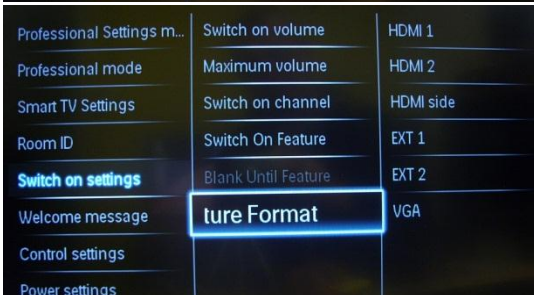 Professional Settings m...
Professional mode
Smart TV Settings
Room ID
Switch on settings
Welcome message
Control settings
Power settings
Switch on volume
Maximum volume
Switch on channel
Switch On Feature
Blank Until Feature
ture Format
HDMI 1
HDMI 2
HDMI side
EXT 1
EXT 2
VGA